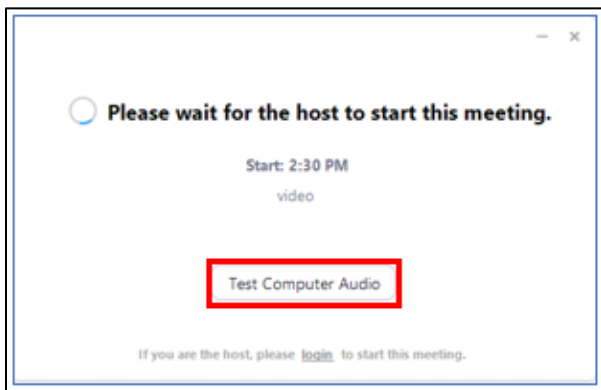 Please wait for the host to start this meeting.
Start: 2:30 PM
video
Test Computer Audio
If you are the host, please login to start this meeting.